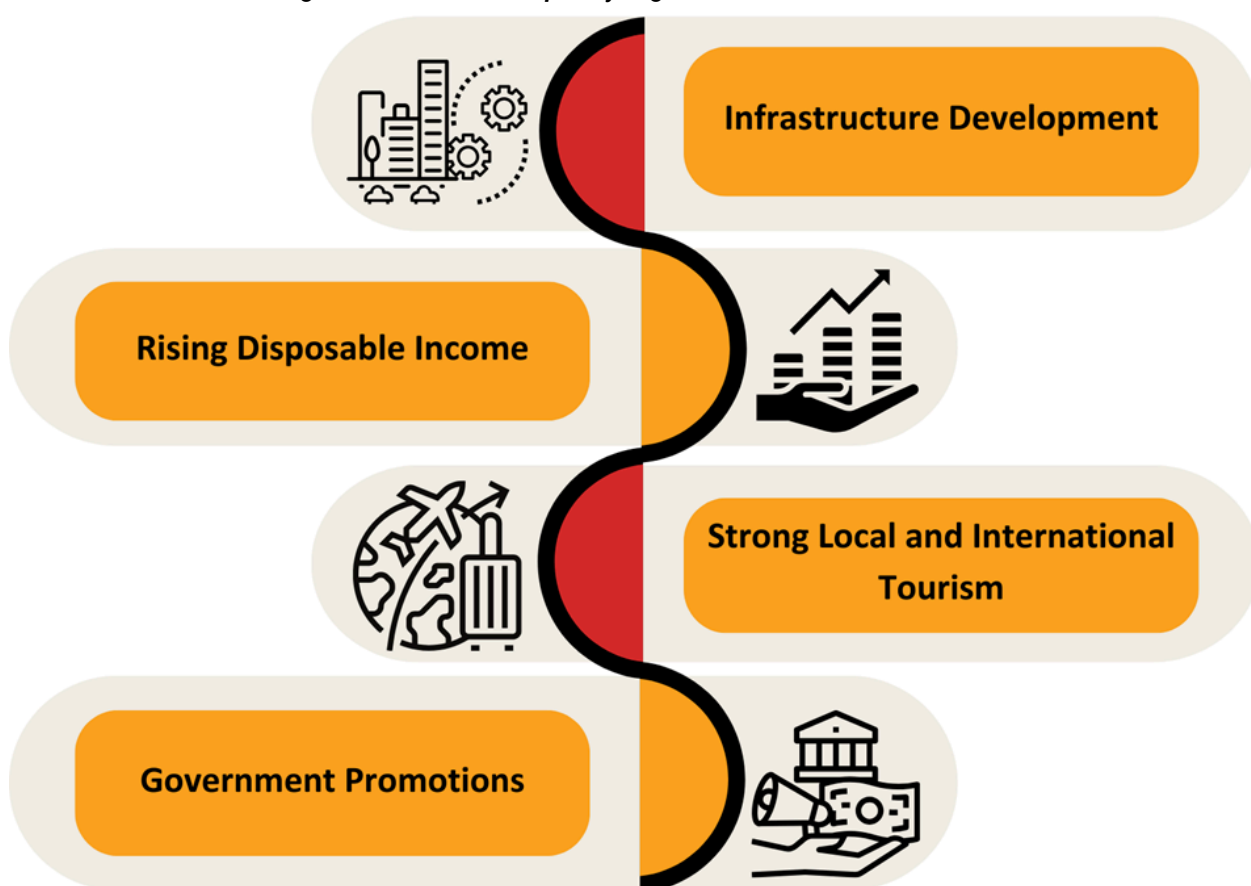 Infrastructure Development
Rising Disposable Income
Strong Local and International
Tourism
Government Promotions